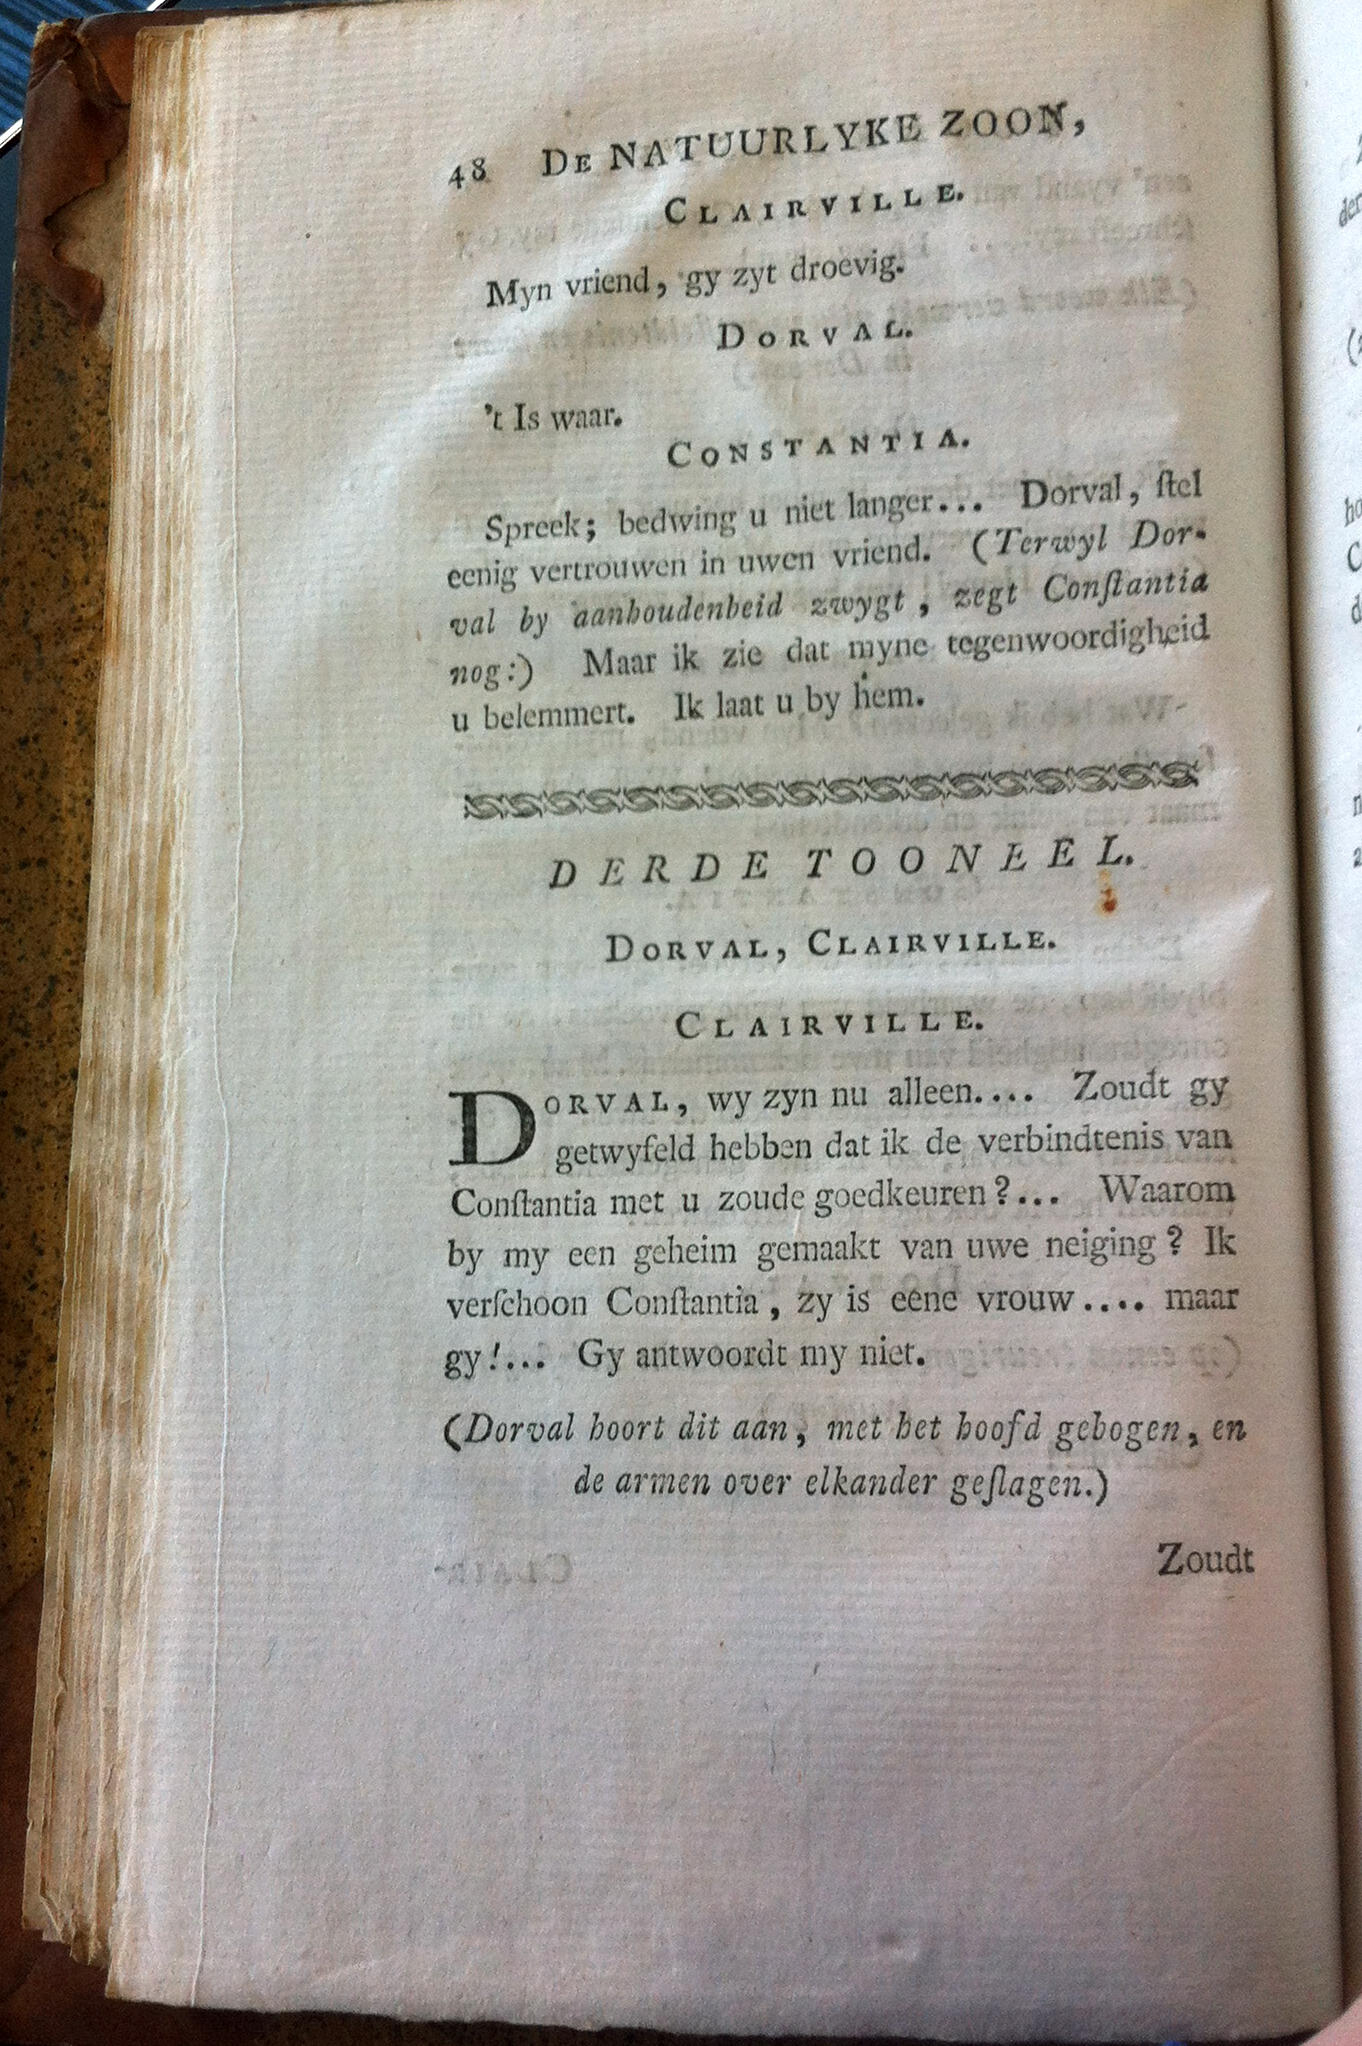 48 DE NATUURLYKE ZOON,
CLAIRVILLE.
Myn vriend, gy zyt droevig.
DORVAL.
't Is waar.
CONSTANTIA.
Spreek; bedwing u niet langer... Dorval, ſtel
eenig vertrouwen in uwen vriend. (Terwyl Dor-
val by aanhoudenheid zwygt, zegt Conſtantia
nog:) Maar ik zie dat myne tegenwoordigheid
u belemmert. Ik laat u by hem.
DERDE TOONEEL.
DORVAL, CLAIRVILLE.
CLAIRVILLE.
DORVAL, wy zyn nu alleen.... Zoudt gy
getwyfeld hebben dat ik de verbindtenis van
Conſtantia met u zoude goedkeuren?... Waarom
by my een geheim gemaakt van uwe neiging? Ik
verſchoon Conſtantia, zy is eene vrouw.... maar
gy!... Gy antwoordt my niet.
(Dorval hoort dit aan, met het hoofd gebogen, en
de armen over elkander geſlagen.)
Zoudt